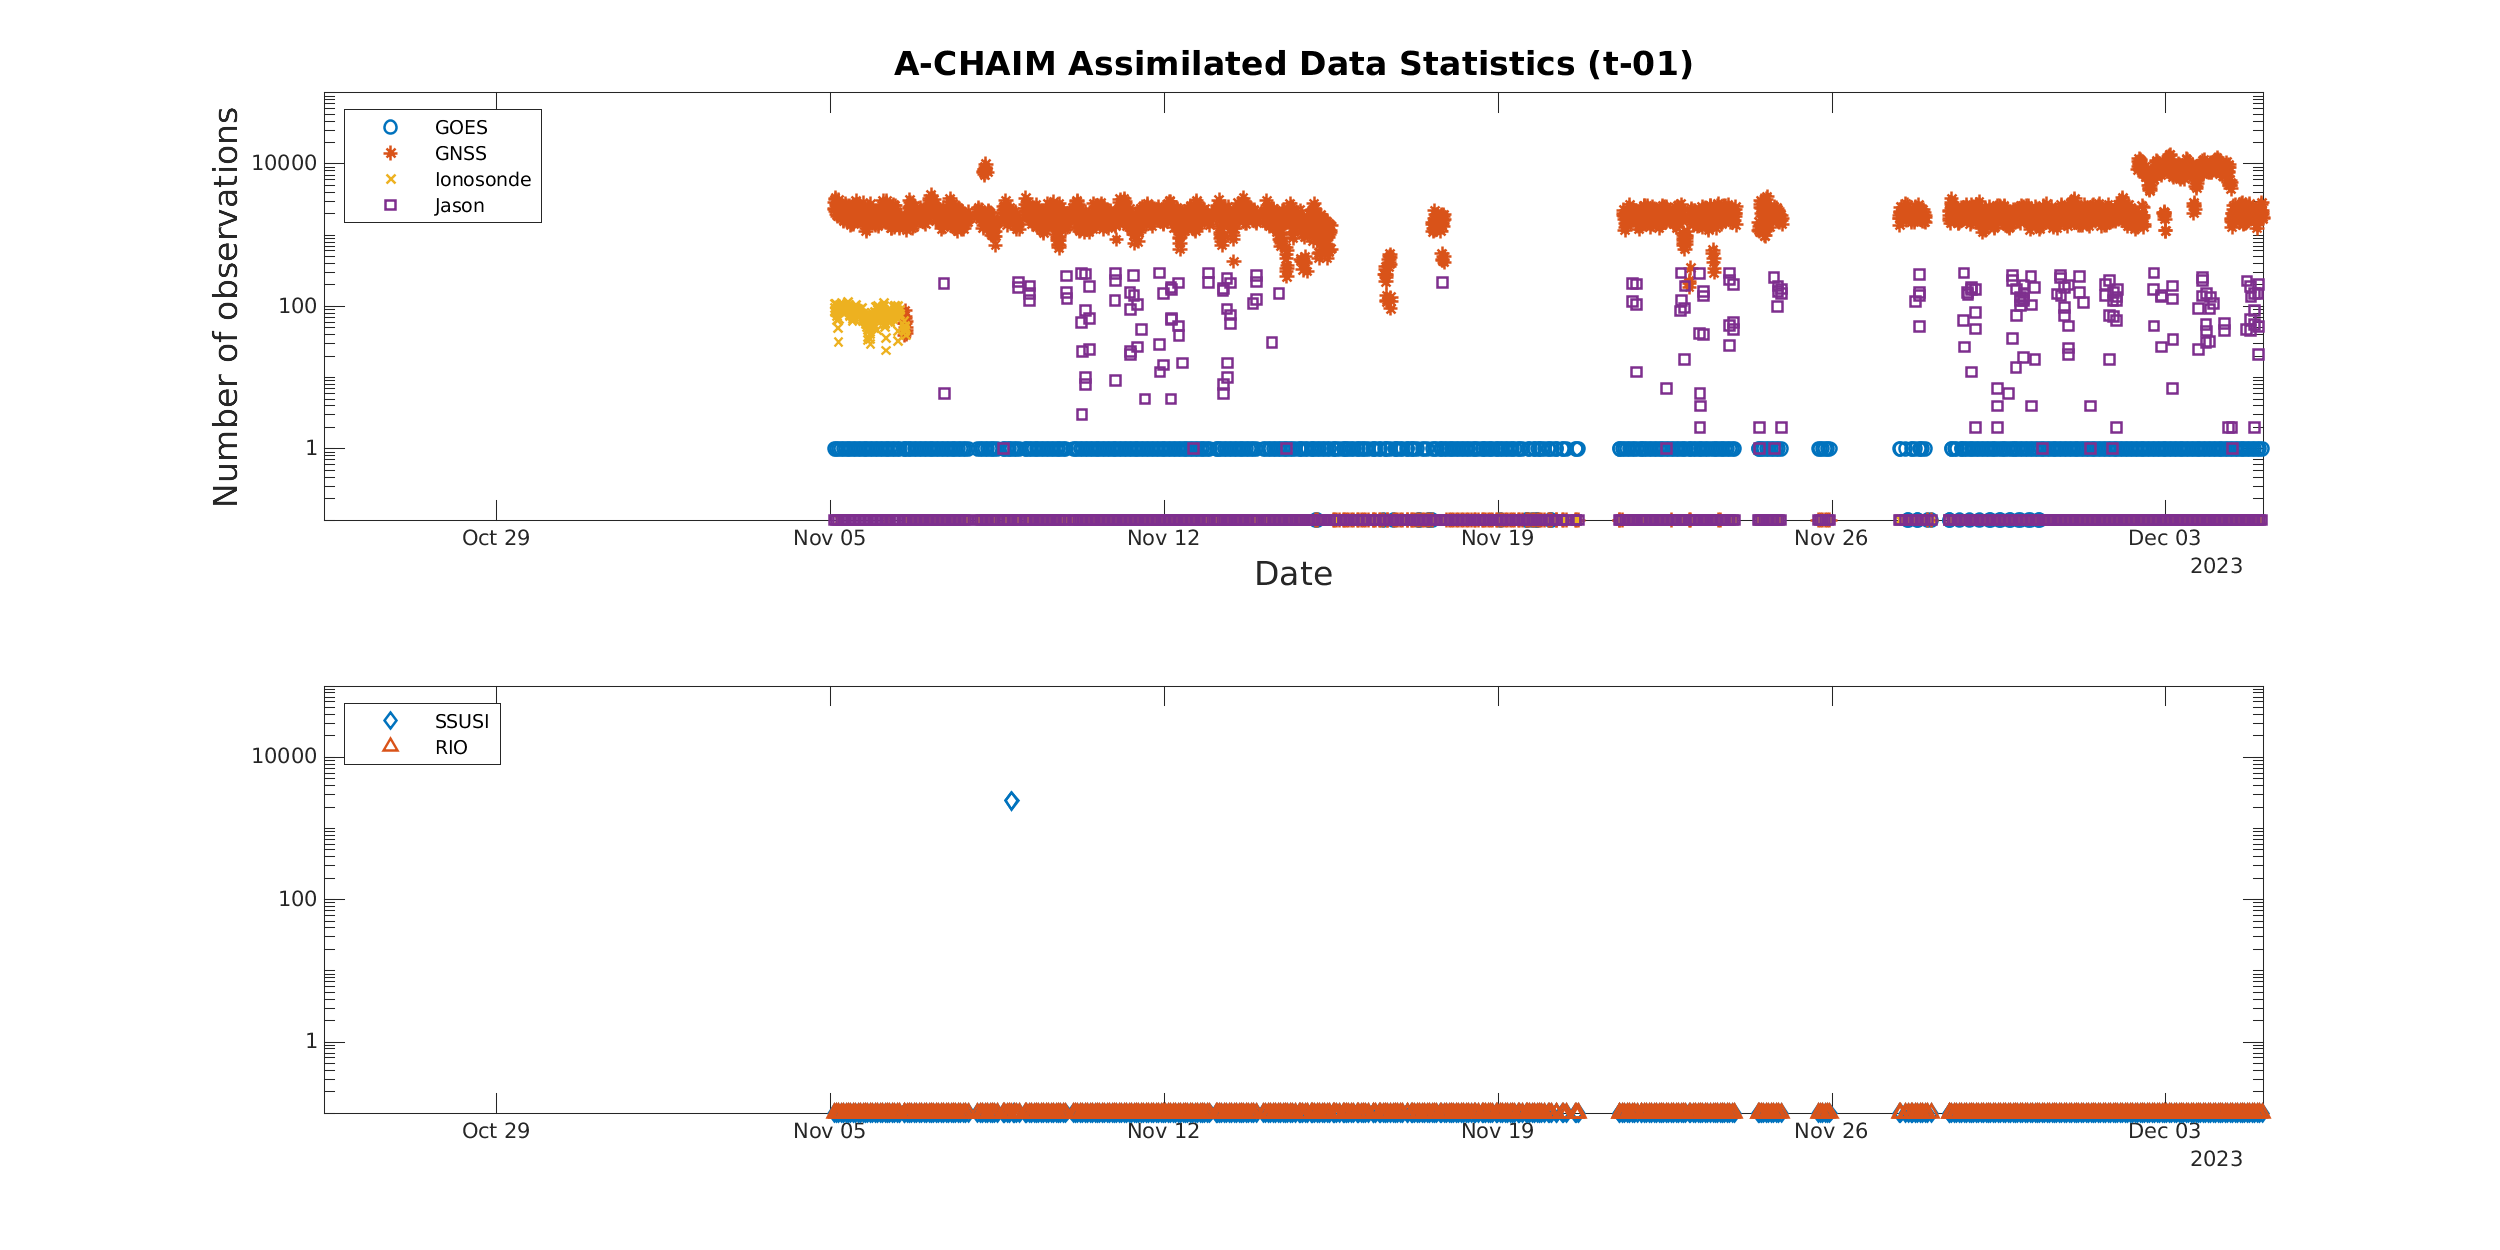 A-CHAIM Assimilated Data Statistics (t-01)
Number of observations
GOES
GNSS
Ionosonde
Jason
10000
100
1
Oct 29
Nov 05
Nov 12
Nov 19
Nov 26
Dec 03
2023
Date
SSUSI
RIO
10000
100
1
Oct 29
Nov 05
Nov 12
Nov 19
Nov 26
Dec 03
2023